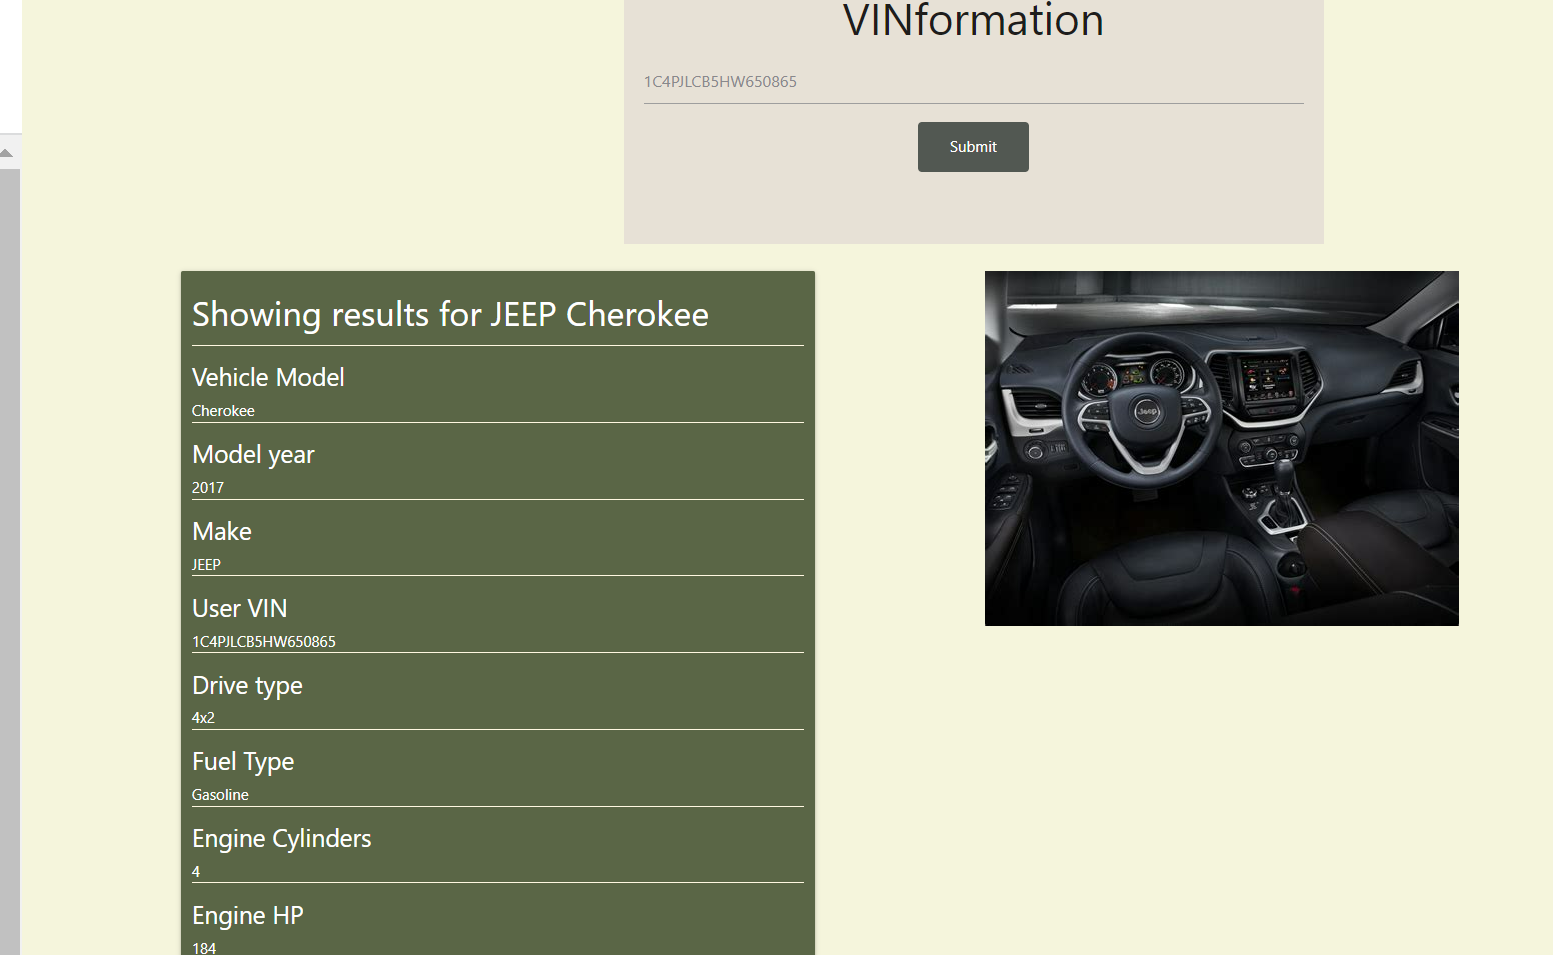 VINformation
1C4PJLCB5HW650865
Submit
Showing results for JEEP Cherokee
Vehicle Model
Cherokee
Model year
2017
Make
JEEP
User VIN
1C4PJLCB5HW650865
Drive type
4x2
Fuel Type
Gasoline
Engine Cylinders
4
Engine HP
184
Jeep